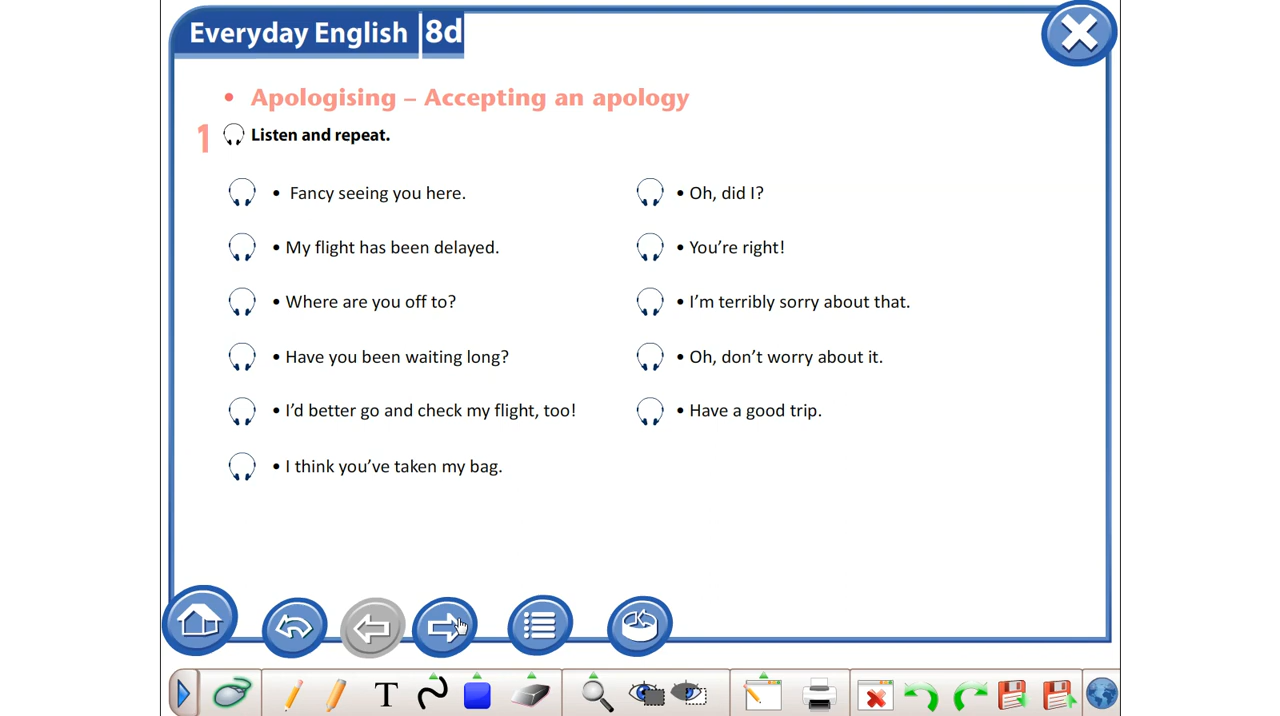 Everyday English 8d
• Apologising – Accepting an apology
1 Listen and repeat.
• Fancy seeing you here.
• My flight has been delayed.
• Where are you off to?
• Have you been waiting long?
• I'd better go and check my flight, too!
• I think you've taken my bag.
• Oh, did I?
• You're right!
• I'm terribly sorry about that.
• Oh, don't worry about it.
• Have a good trip.
T